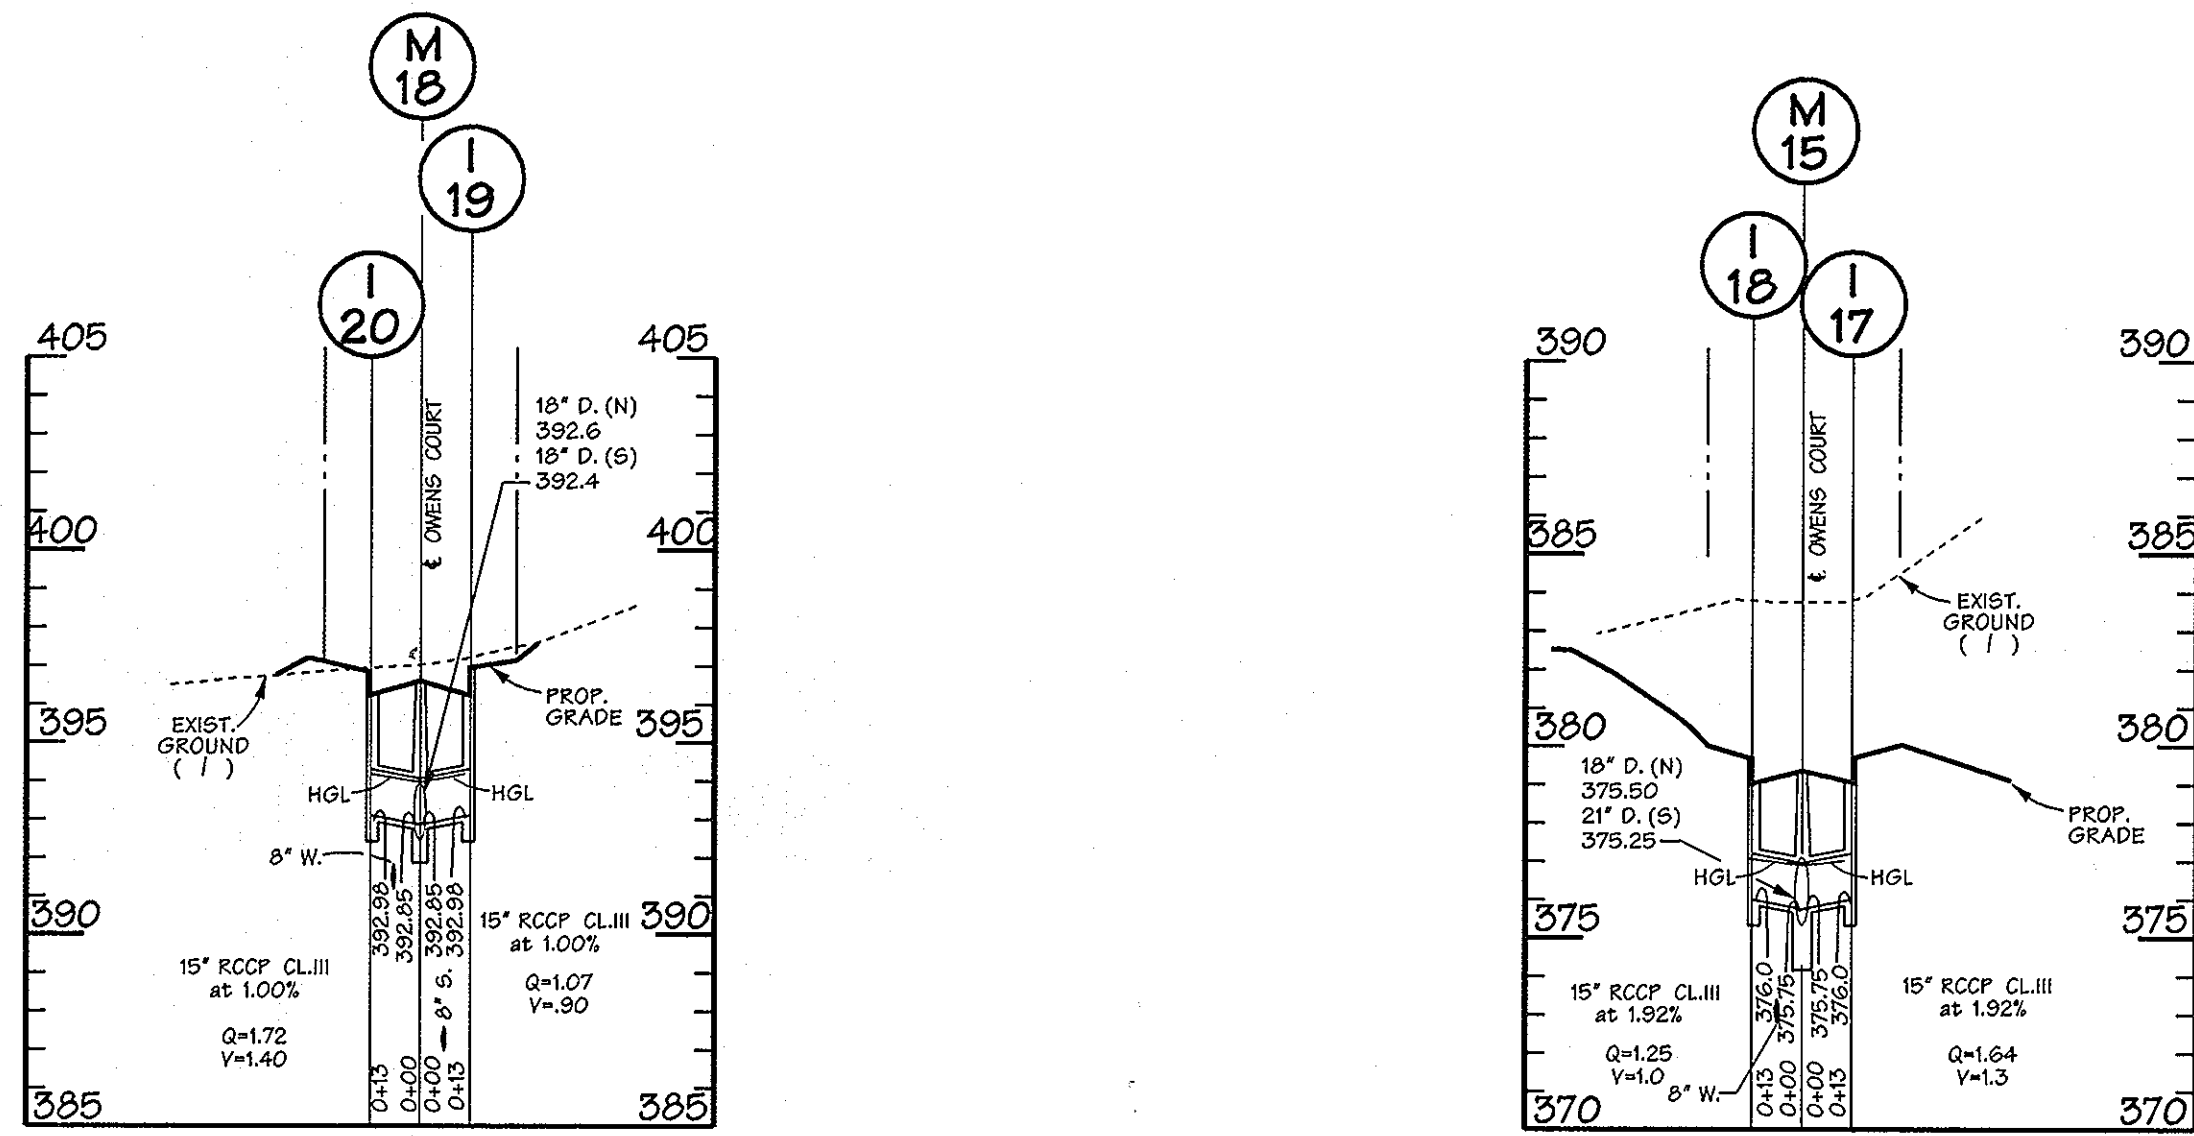 M
18
I
19
I
20
405
405
18" D. (N)
392.6
18" D. (S)
392.4
℄ OWENS COURT
400
400
PROP.
GRADE
EXIST.
GROUND
( / )
395
395
HGL
HGL
8" W.
392.98
392.85
392.85
392.98
390
390
15" RCCP CL.III
at 1.00%
Q=1.07
V=.90
15" RCCP CL.III
at 1.00%
Q=1.72
V=1.40
8" S.
0+13
0+00
0+00
0+13
385
385
M
15
I
18
I
17
390
390
℄ OWENS COURT
385
385
EXIST.
GROUND
( / )
380
380
18" D. (N)
375.50
21" D. (S)
375.25
PROP.
GRADE
HGL
HGL
375
375
376.0
375.75
375.75
376.0
15" RCCP CL.III
at 1.92%
Q=1.25
V=1.0
15" RCCP CL.III
at 1.92%
Q=1.64
V=1.3
8" W.
0+13
0+00
0+00
0+13
370
370